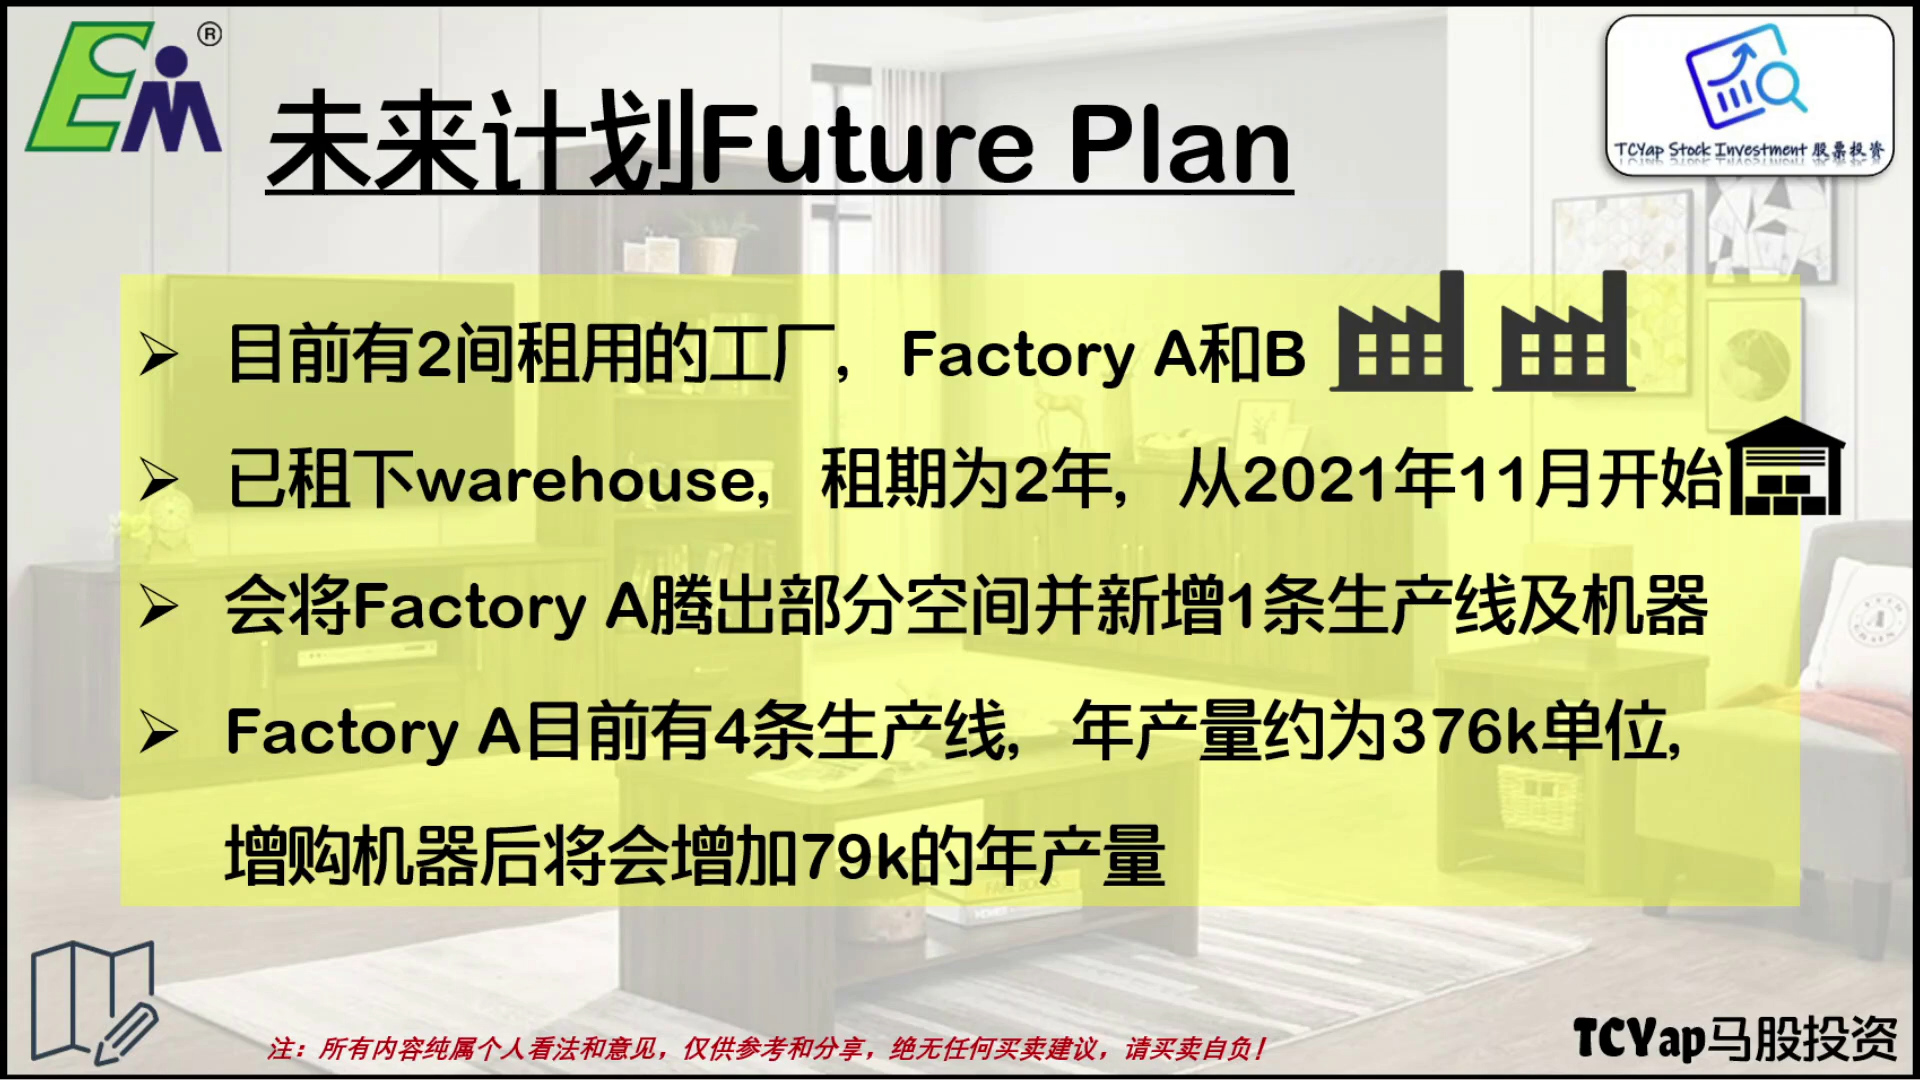 EM®
TCYap Stock Investment 股票投资
未来计划Future Plan
目前有2间租用的工厂，Factory A和B
已租下warehouse，租期为2年，从2021年11月开始
会将Factory A腾出部分空间并新增1条生产线及机器
Factory A目前有4条生产线，年产量约为376k单位，
增购机器后将会增加79k的年产量
注：所有内容纯属个人看法和意见，仅供参考和分享，绝无任何买卖建议，请买卖自负！
TCYap马股投资